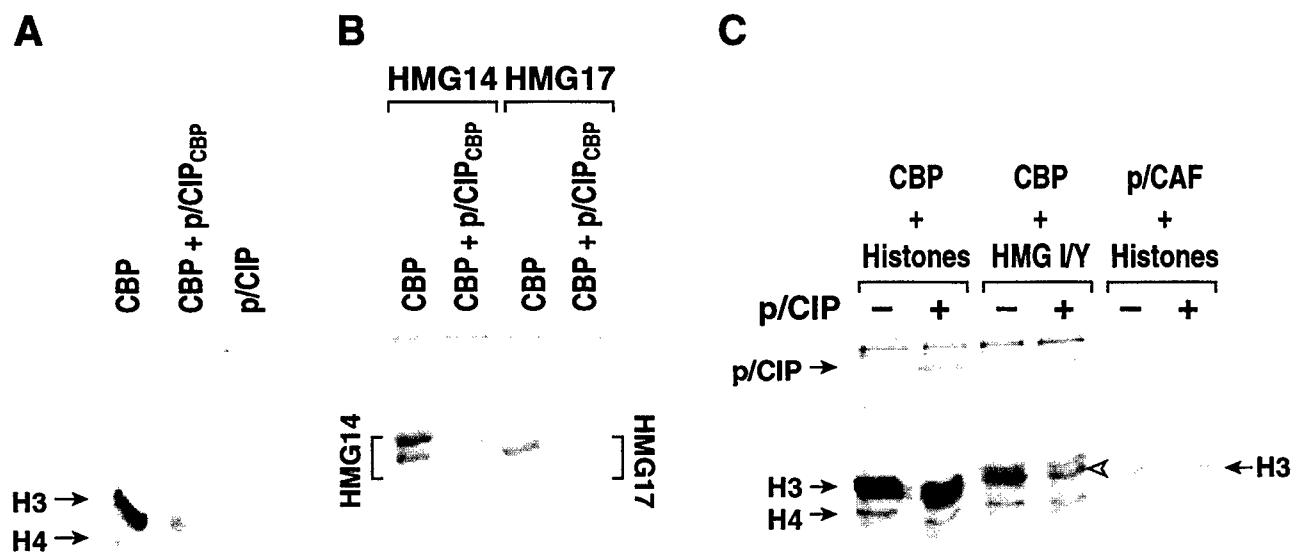 A
CBP
CBP + p/CIPCBP
p/CIP
H3
H4
B
HMG14 HMG17
CBP
CBP + p/CIPCBP
CBP
CBP + p/CIPCBP
HMG14
HMG17
C
CBP CBP p/CAF
+ + +
Histones HMG I/Y Histones
p/CIP − + − + − +
p/CIP
H3
H4
H3